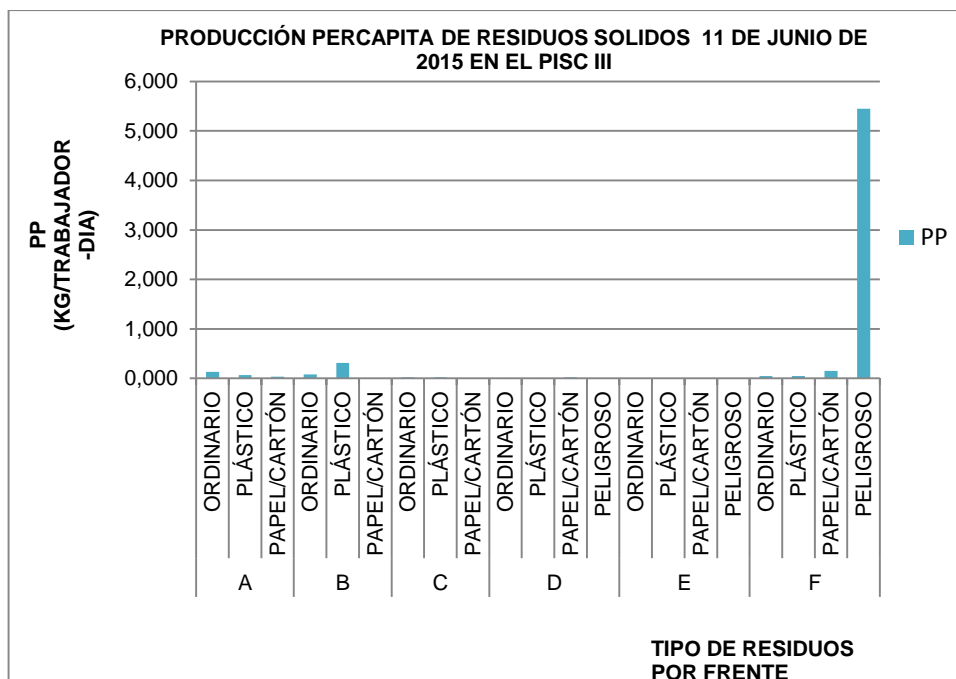 PRODUCCIÓN PERCAPITA DE RESIDUOS SOLIDOS 11 DE JUNIO DE
2015 EN EL PISC III
PP
(KG/TRABAJADOR
-DIA)
6,000
5,000
4,000
3,000
2,000
1,000
0,000
PP
ORDINARIO
PLÁSTICO
PAPEL/CARTÓN
ORDINARIO
PLÁSTICO
PAPEL/CARTÓN
ORDINARIO
PLÁSTICO
PAPEL/CARTÓN
ORDINARIO
PLÁSTICO
PAPEL/CARTÓN
PELIGROSO
ORDINARIO
PLÁSTICO
PAPEL/CARTÓN
PELIGROSO
ORDINARIO
PLÁSTICO
PAPEL/CARTÓN
PELIGROSO
A B C D E F
TIPO DE RESIDUOS
POR FRENTE